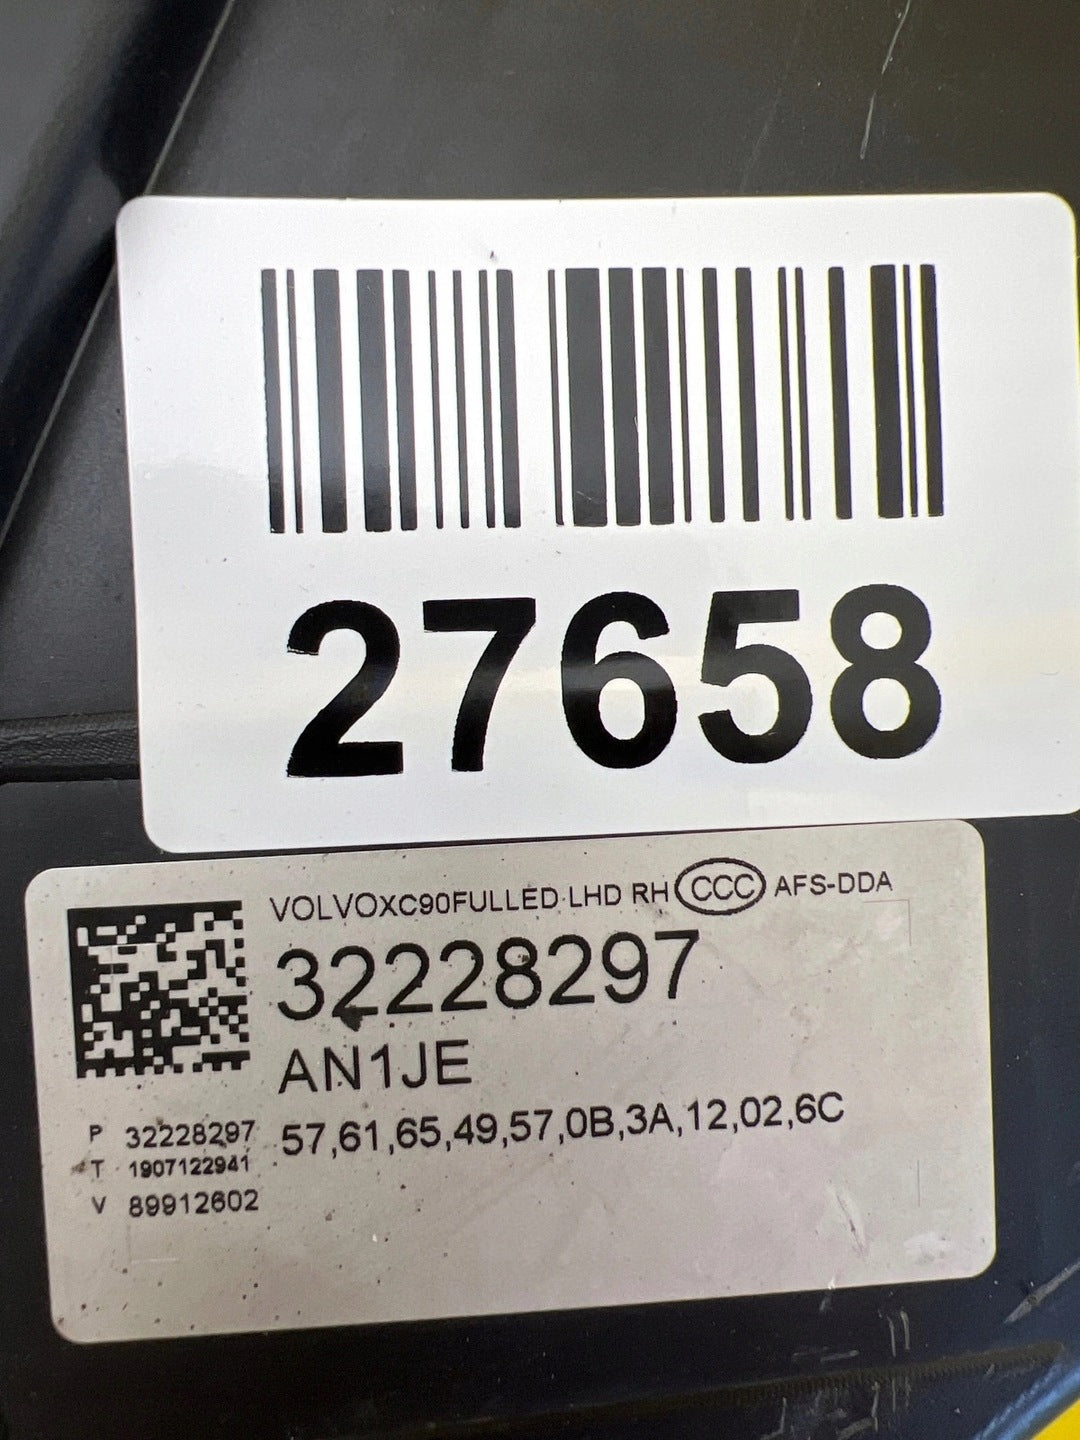 27658
VOLVOXC90FULLED LHD RH CCC AFS-DDA
32228297
AN1JE
57,61,65,49,57,0B,3A,12,02,6C
P 32228297
T 1907122941
V 89912602